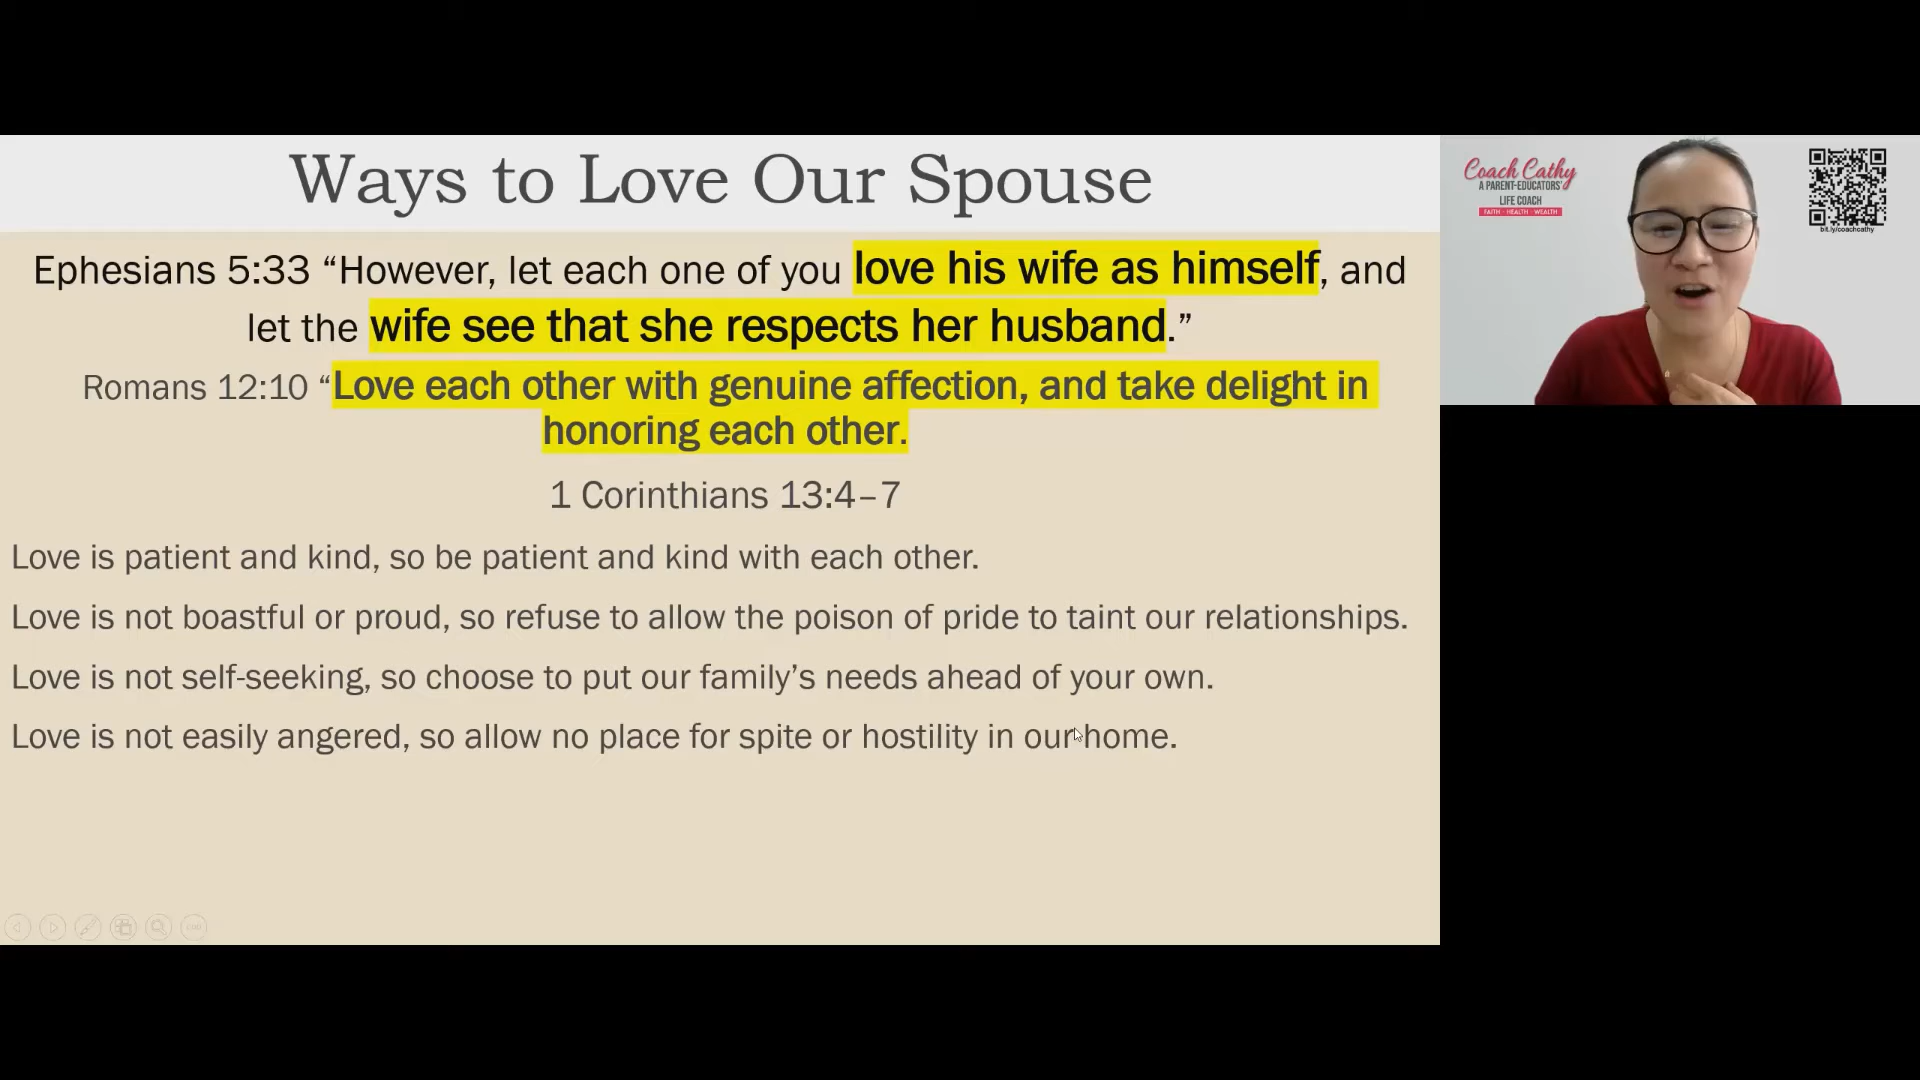 Ways to Love Our Spouse
Ephesians 5:33 “However, let each one of you love his wife as himself, and
let the wife see that she respects her husband.”
Romans 12:10 “Love each other with genuine affection, and take delight in
honoring each other.
1 Corinthians 13:4–7
Love is patient and kind, so be patient and kind with each other.
Love is not boastful or proud, so refuse to allow the poison of pride to taint our relationships.
Love is not self-seeking, so choose to put our family’s needs ahead of your own.
Love is not easily angered, so allow no place for spite or hostility in our home.
Coach Cathy
A PARENT-EDUCATORS'
LIFE COACH
FAITH · HEALTH · WEALTH
bit.ly/coachcathy